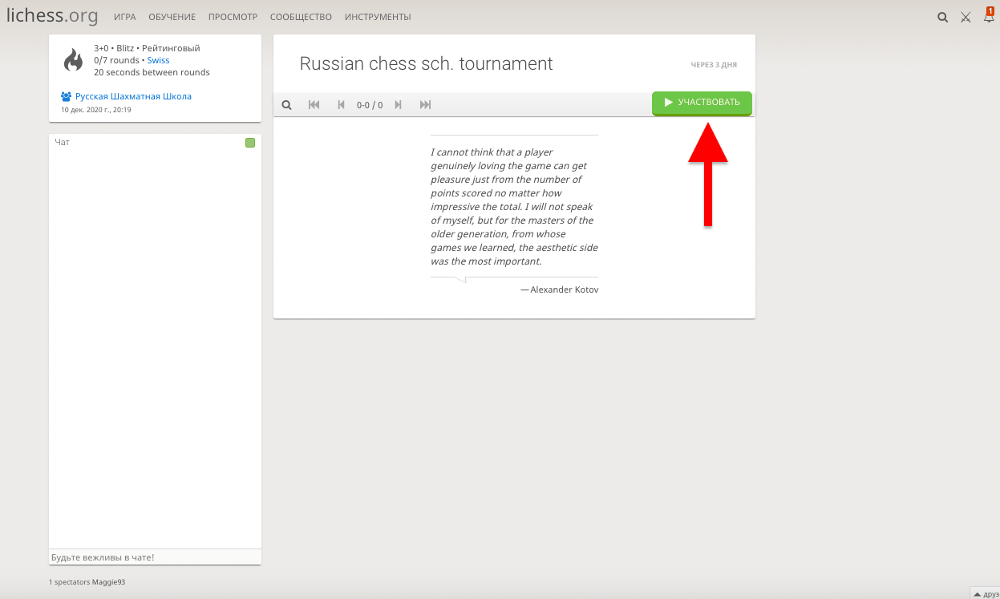 lichess.org ИГРА ОБУЧЕНИЕ ПРОСМОТР СООБЩЕСТВО ИНСТРУМЕНТЫ 1
3+0 • Blitz • Рейтинговый
0/7 rounds • Swiss
20 seconds between rounds
Русская Шахматная Школа
10 дек. 2020 г., 20:19
Чат
Будьте вежливы в чате!
1 spectators Maggie93
Russian chess sch. tournament
ЧЕРЕЗ 3 ДНЯ
0-0 / 0
УЧАСТВОВАТЬ
I cannot think that a player
genuinely loving the game can get
pleasure just from the number of
points scored no matter how
impressive the total. I will not speak
of myself, but for the masters of the
older generation, from whose
games we learned, the aesthetic side
was the most important.
— Alexander Kotov
друз